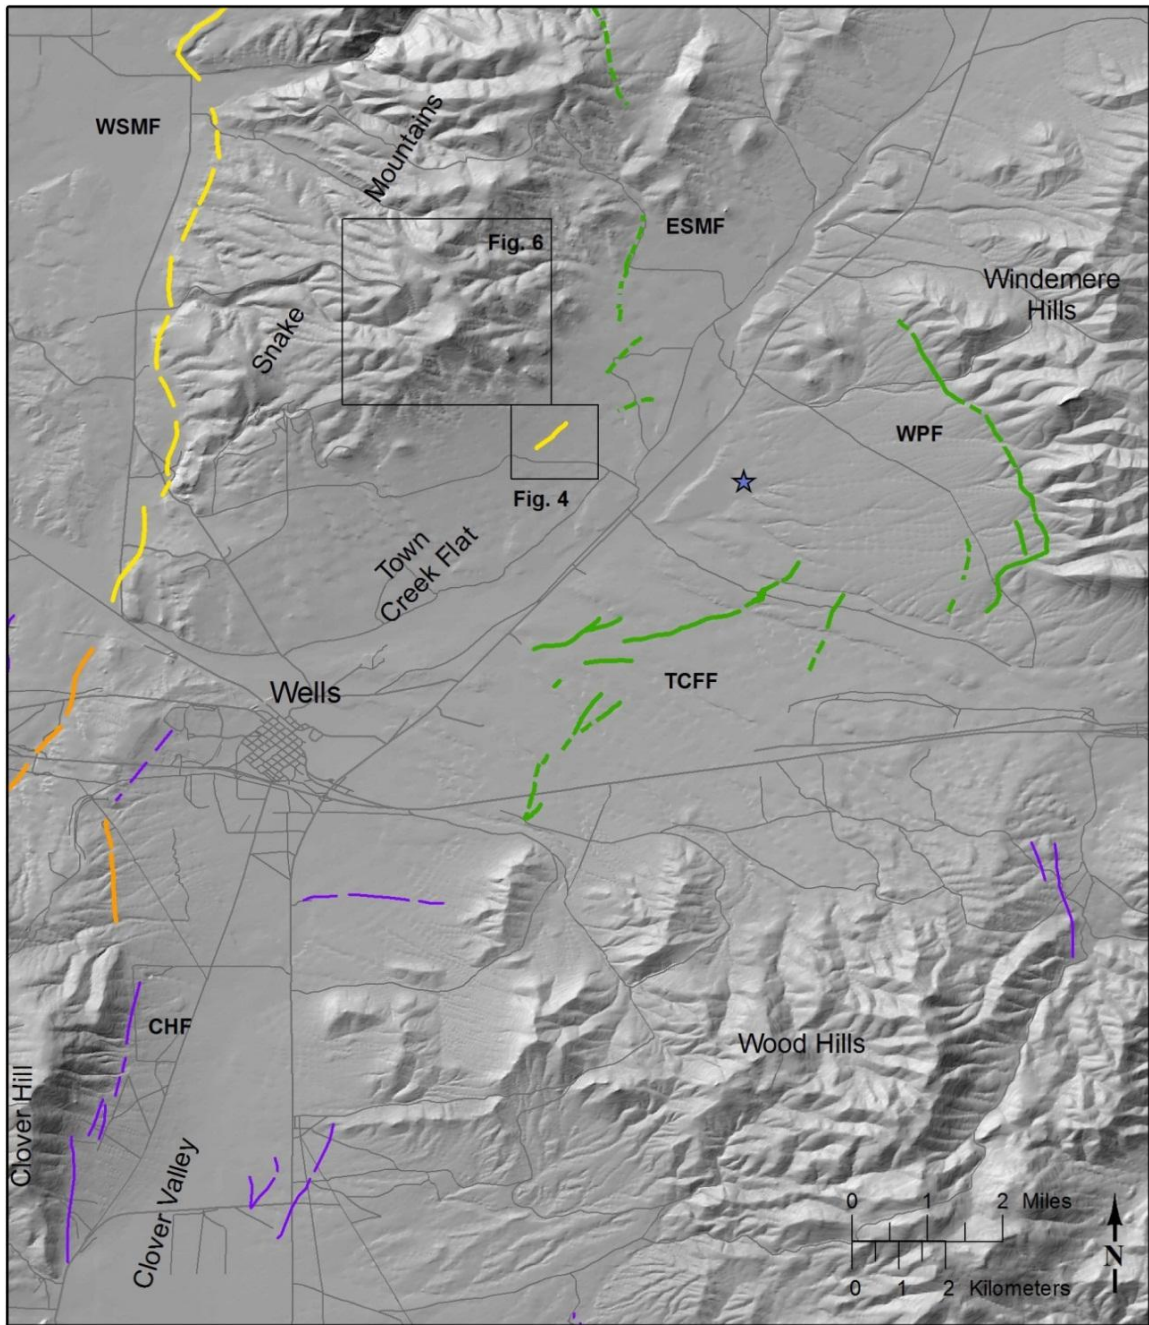 WSMF
Mountains
ESMF
Fig. 6
Windemere
Hills
Snake
WPF
Fig. 4
Town
Creek Flat
TCFF
Wells
CHF
Wood Hills
Clover Hill
Clover Valley
0 1 2 Miles
N
0 1 2 Kilometers